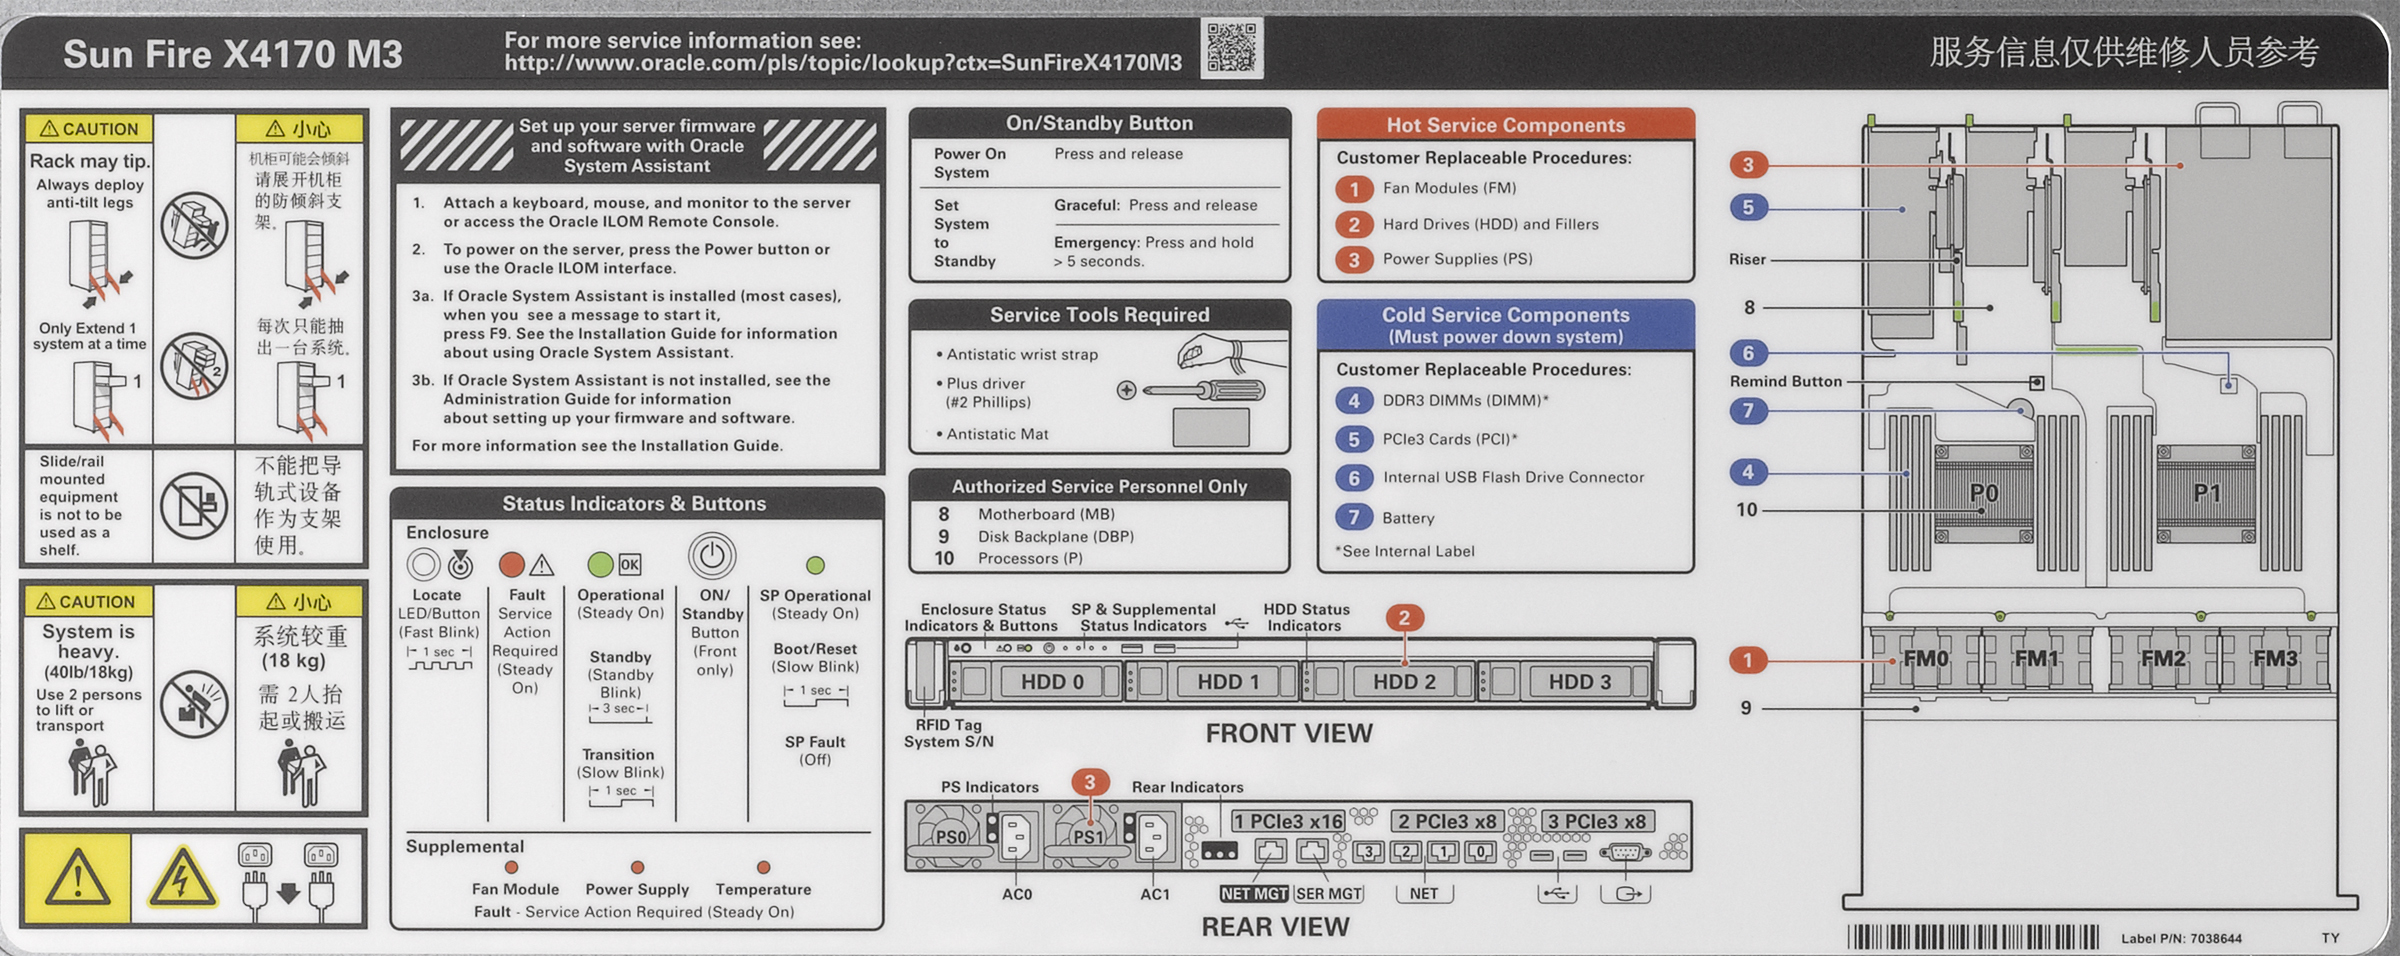 Sun Fire X4170 M3
For more service information see:
http://www.oracle.com/pls/topic/lookup?ctx=SunFireX4170M3
服务信息仅供维修人员参考
CAUTION
Rack may tip.
Always deploy
anti-tilt legs
Only Extend 1
system at a time
1
2
小心
机柜可能会倾斜
请展开机柜
的防倾斜支
架。
每次只能抽
出一台系统。
1
Slide/rail
mounted
equipment
is not to be
used as a
shelf.
不能把导
轨式设备
作为支架
使用。
CAUTION
System is
heavy.
(40lb/18kg)
Use 2 persons
to lift or
transport
小心
系统较重
(18 kg)
需 2人抬
起或搬运
Set up your server firmware
and software with Oracle
System Assistant
1. Attach a keyboard, mouse, and monitor to the server
or access the Oracle ILOM Remote Console.
2. To power on the server, press the Power button or
use the Oracle ILOM interface.
3a. If Oracle System Assistant is installed (most cases),
when you see a message to start it,
press F9. See the Installation Guide for information
about using Oracle System Assistant.
3b. If Oracle System Assistant is not installed, see the
Administration Guide for information
about setting up your firmware and software.
For more information see the Installation Guide.
Status Indicators & Buttons
Enclosure
OK
Locate
LED/Button
(Fast Blink)
1 sec
Fault
Service
Action
Required
(Steady
On)
Operational
(Steady On)
Standby
(Standby
Blink)
3 sec
Transition
(Slow Blink)
1 sec
ON/
Standby
Button
(Front
only)
SP Operational
(Steady On)
Boot/Reset
(Slow Blink)
1 sec
SP Fault
(Off)
Supplemental
Fan Module Power Supply Temperature
Fault - Service Action Required (Steady On)
On/Standby Button
Power On
System
Press and release
Set
System
to
Standby
Graceful: Press and release
Emergency: Press and hold
> 5 seconds.
Service Tools Required
• Antistatic wrist strap
• Plus driver
(#2 Phillips)
• Antistatic Mat
Authorized Service Personnel Only
8 Motherboard (MB)
9 Disk Backplane (DBP)
10 Processors (P)
Hot Service Components
Customer Replaceable Procedures:
1 Fan Modules (FM)
2 Hard Drives (HDD) and Fillers
3 Power Supplies (PS)
Cold Service Components
(Must power down system)
Customer Replaceable Procedures:
4 DDR3 DIMMs (DIMM)*
5 PCIe3 Cards (PCI)*
6 Internal USB Flash Drive Connector
7 Battery
*See Internal Label
Enclosure Status
Indicators & Buttons
SP & Supplemental
Status Indicators
HDD Status
Indicators
2
HDD 0
HDD 1
HDD 2
HDD 3
RFID Tag
System S/N
FRONT VIEW
PS Indicators
3
Rear Indicators
PS0
PS1
1 PCIe3 x16
2 PCIe3 x8
3 PCIe3 x8
3
2
1
0
AC0
AC1
NET MGT
SER MGT
NET
REAR VIEW
3
5
Riser
8
6
Remind Button
7
4
10
P0
P1
1
FM0
FM1
FM2
FM3
9
Label P/N: 7038644
TY